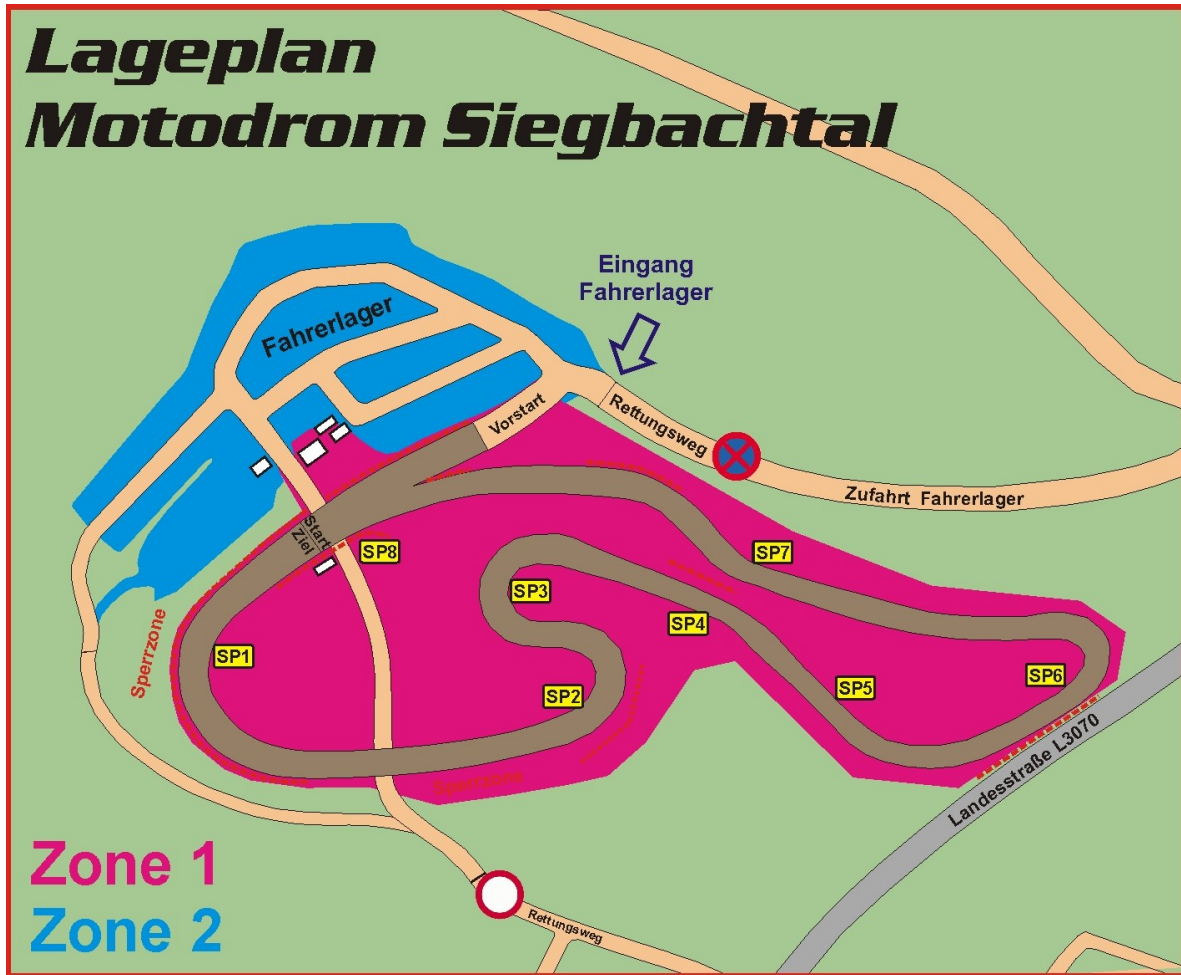 Lageplan
Motodrom Siegbachtal
Eingang
Fahrerlager
Fahrerlager
Vorstart
Rettungsweg
Zufahrt Fahrerlager
Start
Ziel
SP8
SP7
SP3
SP4
SP1
SP2
SP5
SP6
Sperrzone
Sperrzone
Landesstraße L3070
Zone 1
Zone 2
Rettungsweg